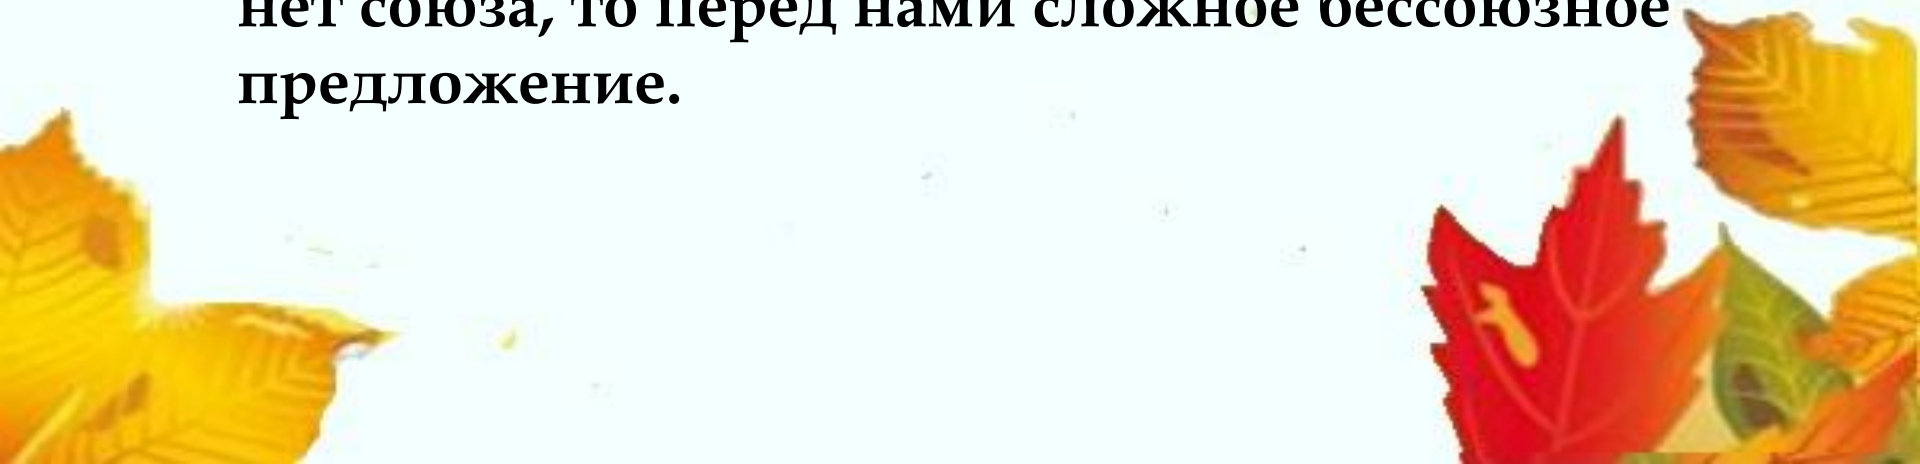 нет союза, то перед нами сложное бессоюзное
предложение.